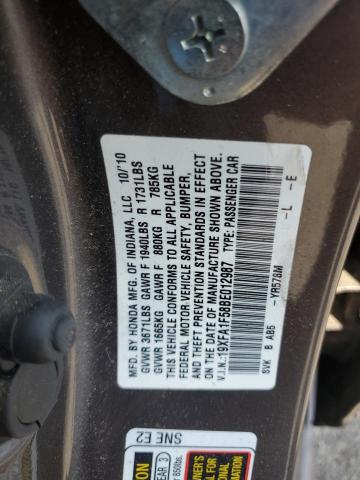 MFD. BY HONDA MFG. OF INDIANA, LLC 10/'10
GVWR 3671LBS GAWR F 1940LBS R 1731LBS
GVWR 1665KG GAWR F 880KG R 785KG
THIS VEHICLE CONFORMS TO ALL APPLICABLE
FEDERAL MOTOR VEHICLE SAFETY, BUMPER,
AND THEFT PREVENTION STANDARDS IN EFFECT
ON THE DATE OF MANUFACTURE SHOWN ABOVE.
V.I.N.:19XFA1F58BE012987 TYPE: PASSENGER CAR
-YR578M -L -E
SVK B AB5
SNE E2